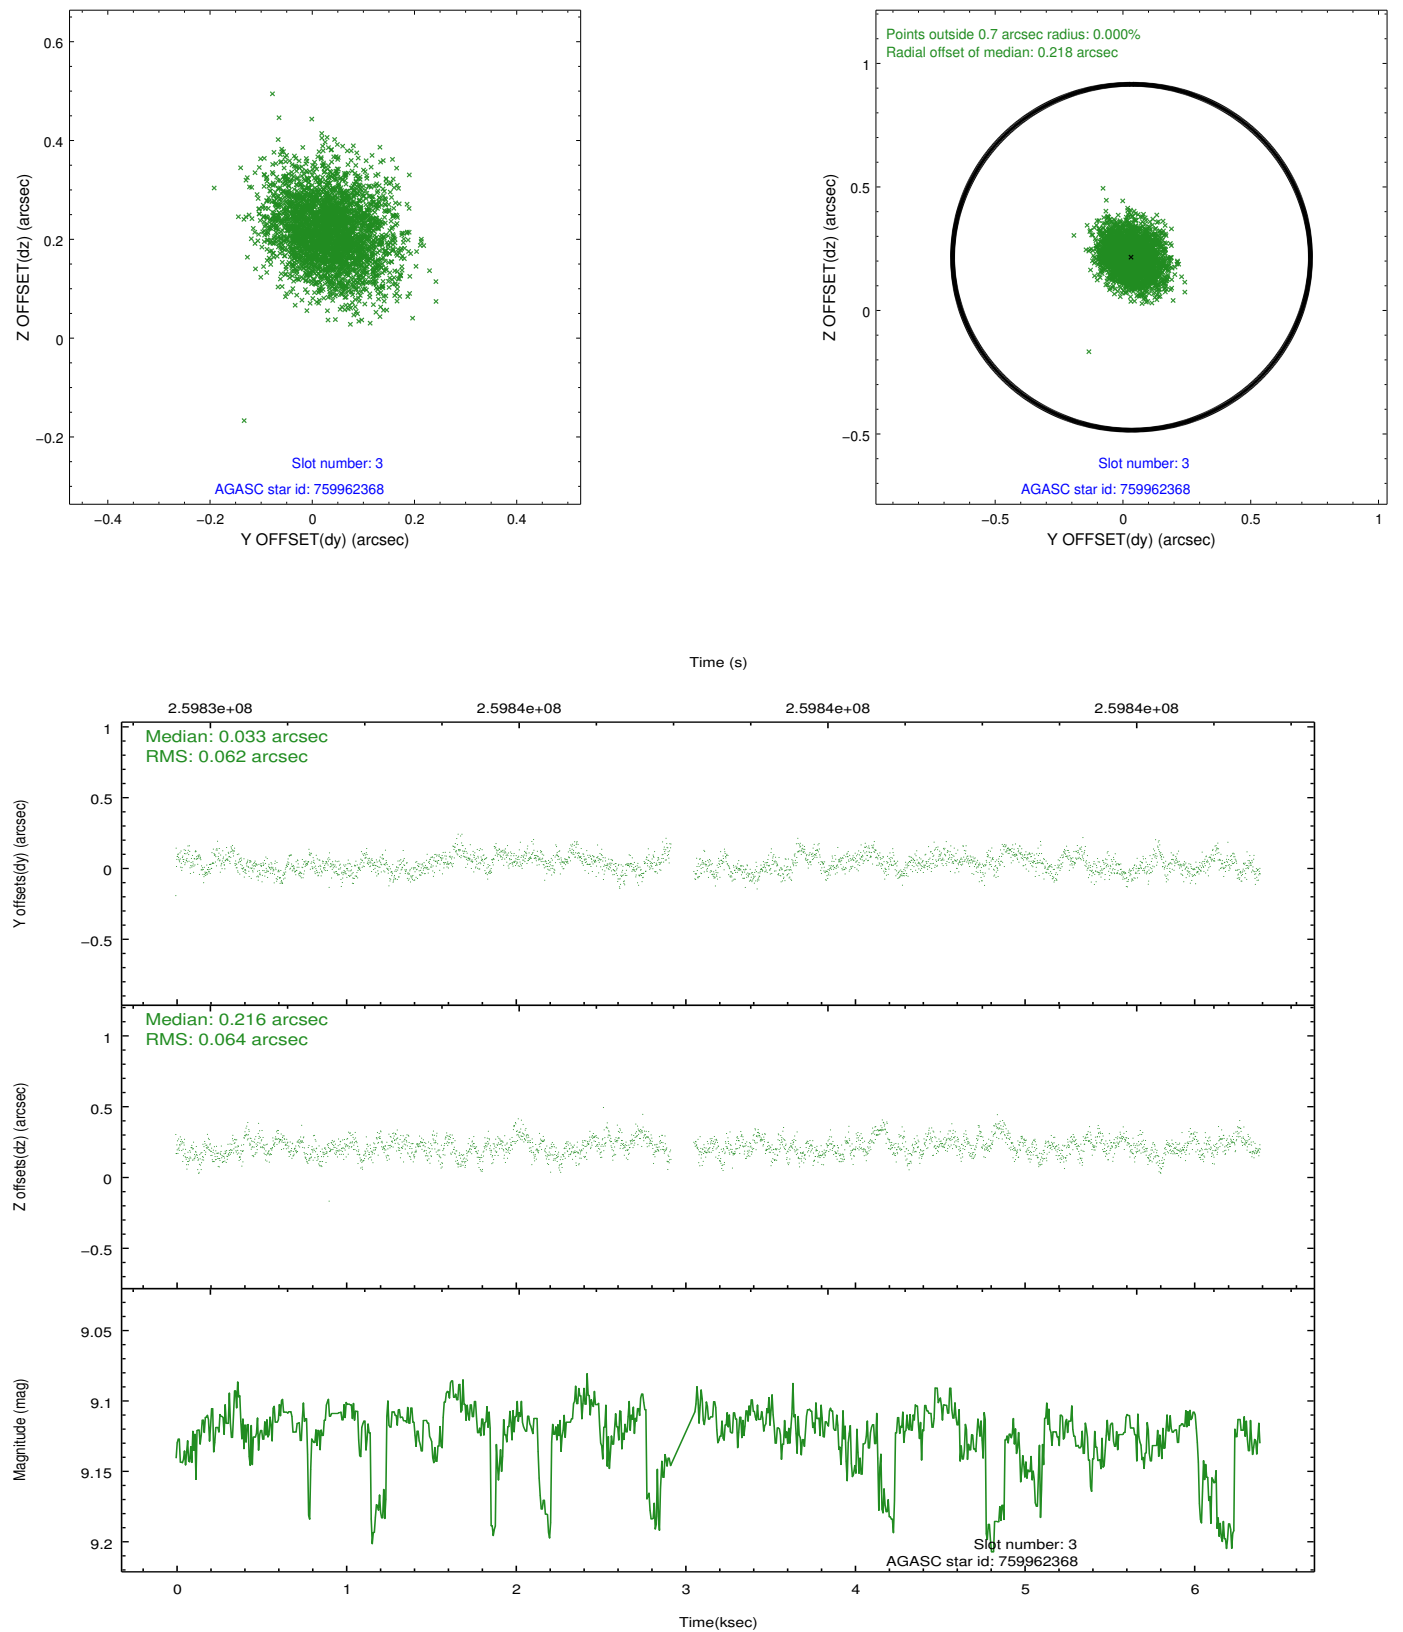 Z OFFSET(dz) (arcsec)
0.6
0.4
0.2
0
−0.2
Slot number: 3
AGASC star id: 759962368
−0.4
−0.2
0
0.2
0.4
Y OFFSET(dy) (arcsec)
Points outside 0.7 arcsec radius: 0.000%
Radial offset of median: 0.218 arcsec
Z OFFSET(dz) (arcsec)
1
0.5
0
−0.5
Slot number: 3
AGASC star id: 759962368
−0.5
0
0.5
1
Y OFFSET(dy) (arcsec)
Time (s)
2.5983e+08
2.5984e+08
2.5984e+08
2.5984e+08
Median: 0.033 arcsec
RMS: 0.062 arcsec
Y offsets(dy) (arcsec)
1
0.5
0
−0.5
Median: 0.216 arcsec
RMS: 0.064 arcsec
Z offsets(dz) (arcsec)
1
0.5
0
−0.5
Magnitude (mag)
9.05
9.1
9.15
9.2
Slot number: 3
AGASC star id: 759962368
0
1
2
3
4
5
6
Time(ksec)